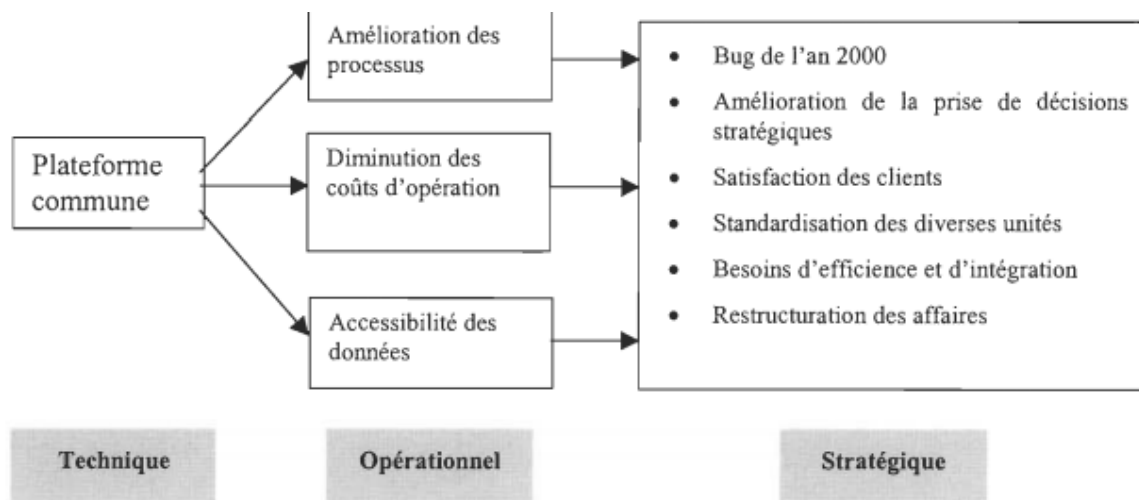 Plateforme
commune
Amélioration des
processus
Diminution des
coûts d'opération
Accessibilité des
données
• Bug de l'an 2000
• Amélioration de la prise de décisions
stratégiques
• Satisfaction des clients
• Standardisation des diverses unités
• Besoins d'efficience et d'intégration
• Restructuration des affaires
Technique
Opérationnel
Stratégique